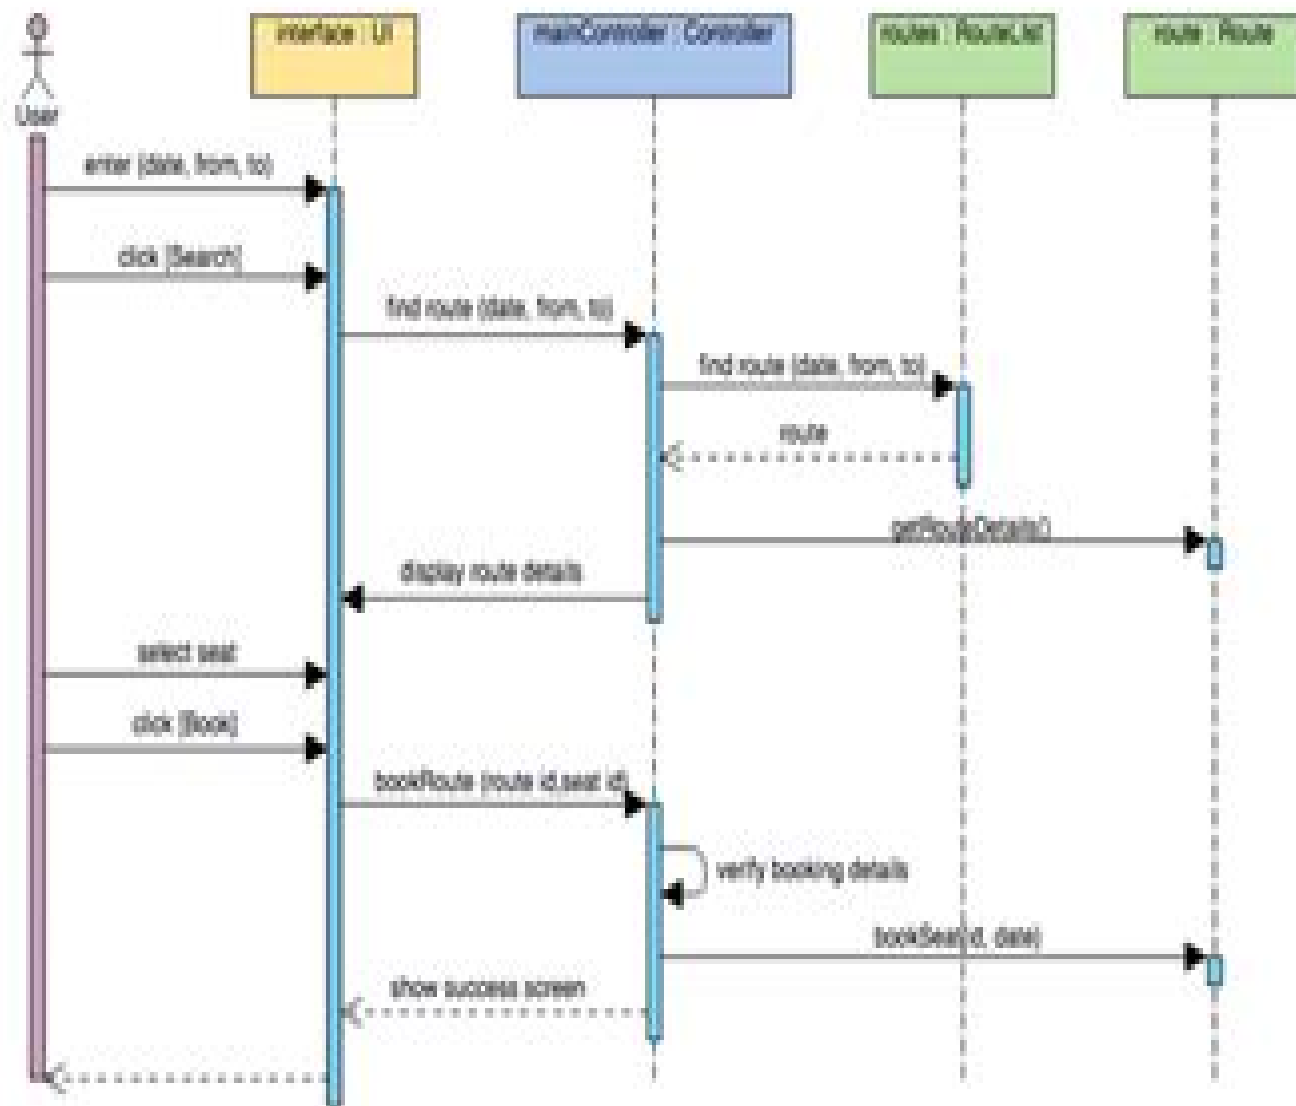 interface : UI
mainController : Controller
routes : RouteList
route : Route
User
enter (date, from, to)
click [Search]
find route (date, from, to)
find route (date, from, to)
route
getRouteDetails()
display route details
select seat
click [Book]
bookRoute (route id,seat id)
verify booking details
bookSeat(id, date)
show success screen